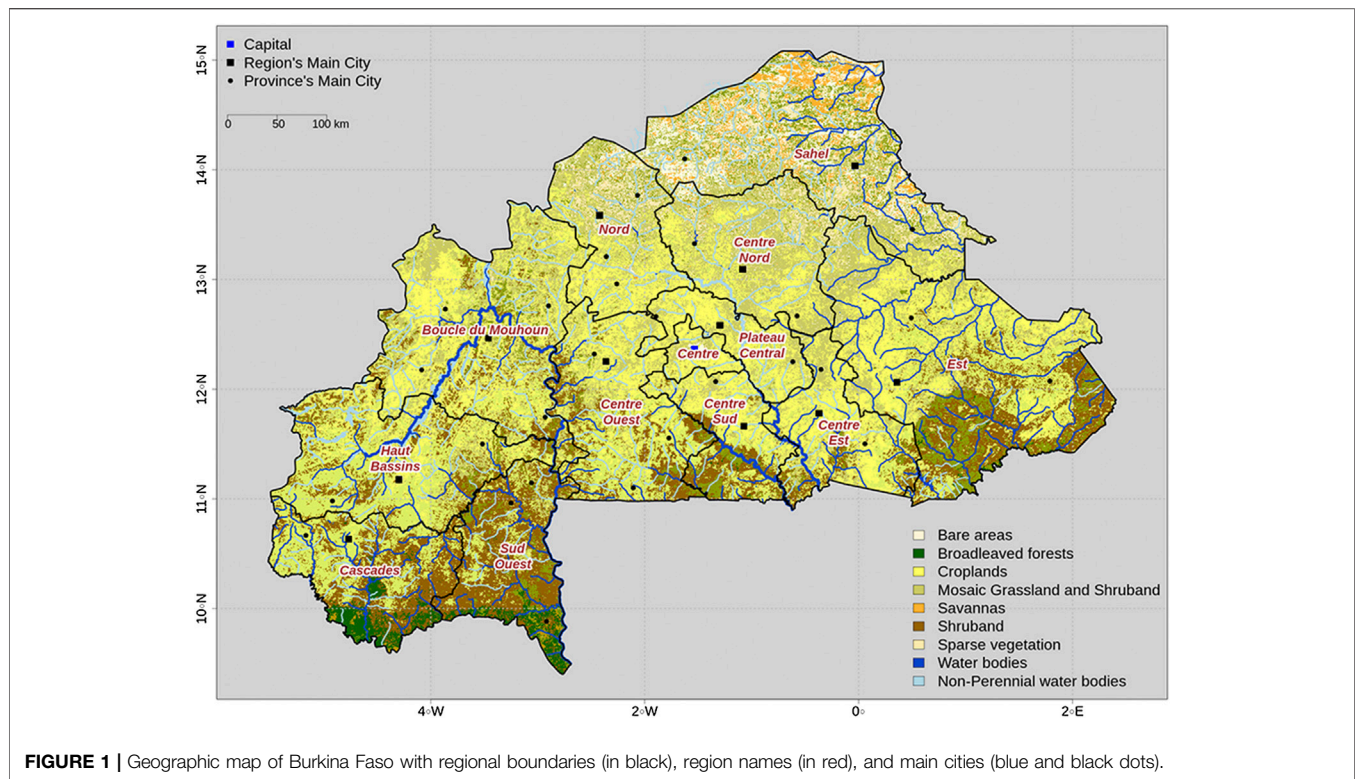 Capital
Region's Main City
Province's Main City
0 50 100 km
15°N
14°N
13°N
12°N
11°N
10°N
Sahel
Nord
Centre
Nord
Boucle du Mouhoun
Plateau
Central
Centre
Est
Centre
Ouest
Centre
Sud
Centre
Est
Haut
Bassins
Sud
Ouest
Cascades
Bare areas
Broadleaved forests
Croplands
Mosaic Grassland and Shruband
Savannas
Shruband
Sparse vegetation
Water bodies
Non-Perennial water bodies
4°W 2°W 0° 2°E
FIGURE 1 | Geographic map of Burkina Faso with regional boundaries (in black), region names (in red), and main cities (blue and black dots).